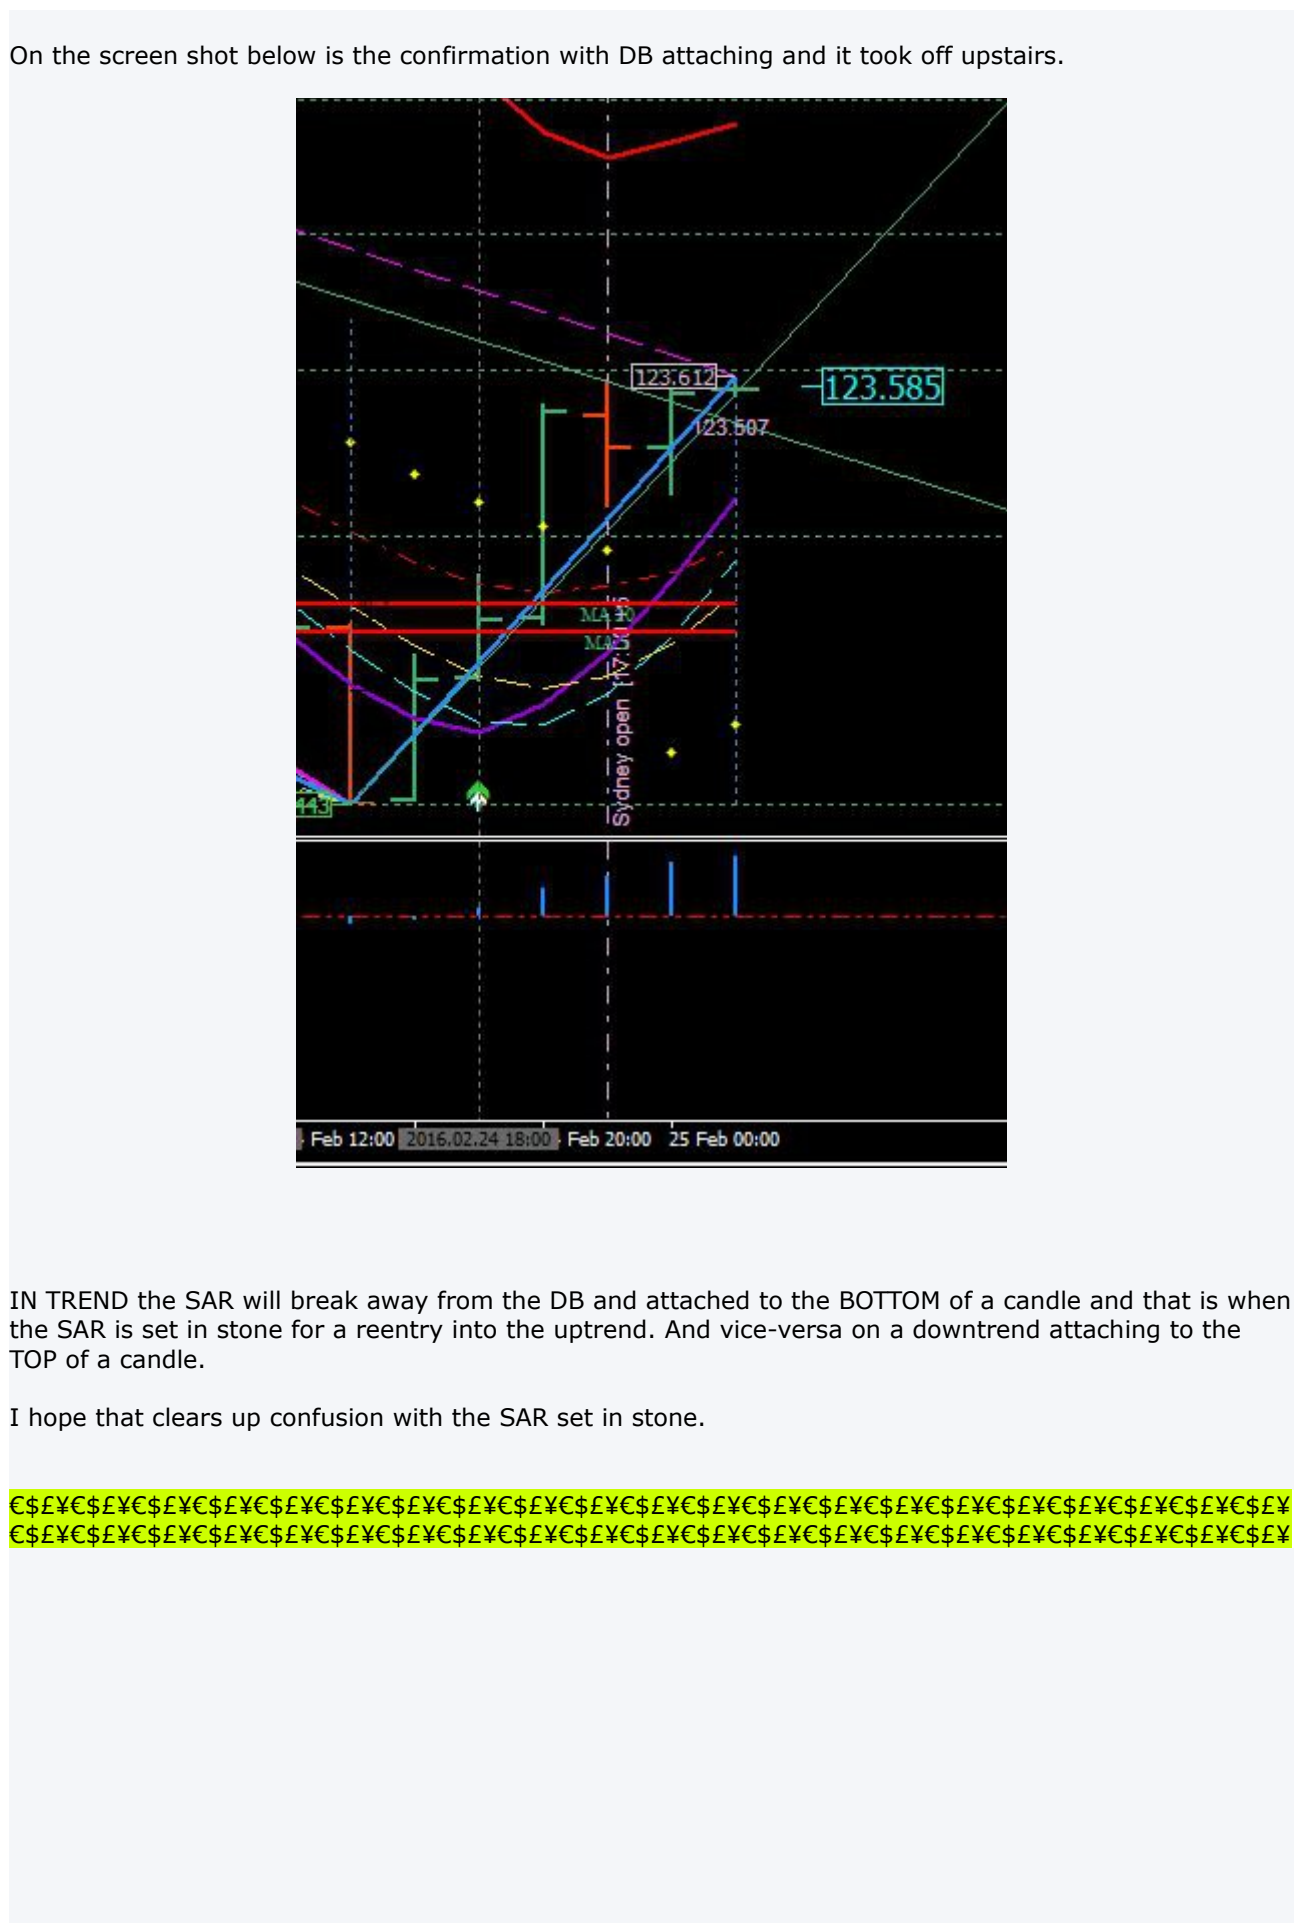 On the screen shot below is the confirmation with DB attaching and it took off upstairs.
123.612
123.585
123.507
MA 10
MA 5
Sydney open
443
Feb 12:00 2016.02.24 18:00 Feb 20:00 25 Feb 00:00
IN TREND the SAR will break away from the DB and attached to the BOTTOM of a candle and that is when
the SAR is set in stone for a reentry into the uptrend. And vice-versa on a downtrend attaching to the
TOP of a candle.
I hope that clears up confusion with the SAR set in stone.
€$£¥€$£¥€$£¥€$£¥€$£¥€$£¥€$£¥€$£¥€$£¥€$£¥€$£¥€$£¥€$£¥€$£¥€$£¥€$£¥€$£¥€$£¥€$£¥€$£¥€$£¥
€$£¥€$£¥€$£¥€$£¥€$£¥€$£¥€$£¥€$£¥€$£¥€$£¥€$£¥€$£¥€$£¥€$£¥€$£¥€$£¥€$£¥€$£¥€$£¥€$£¥€$£¥